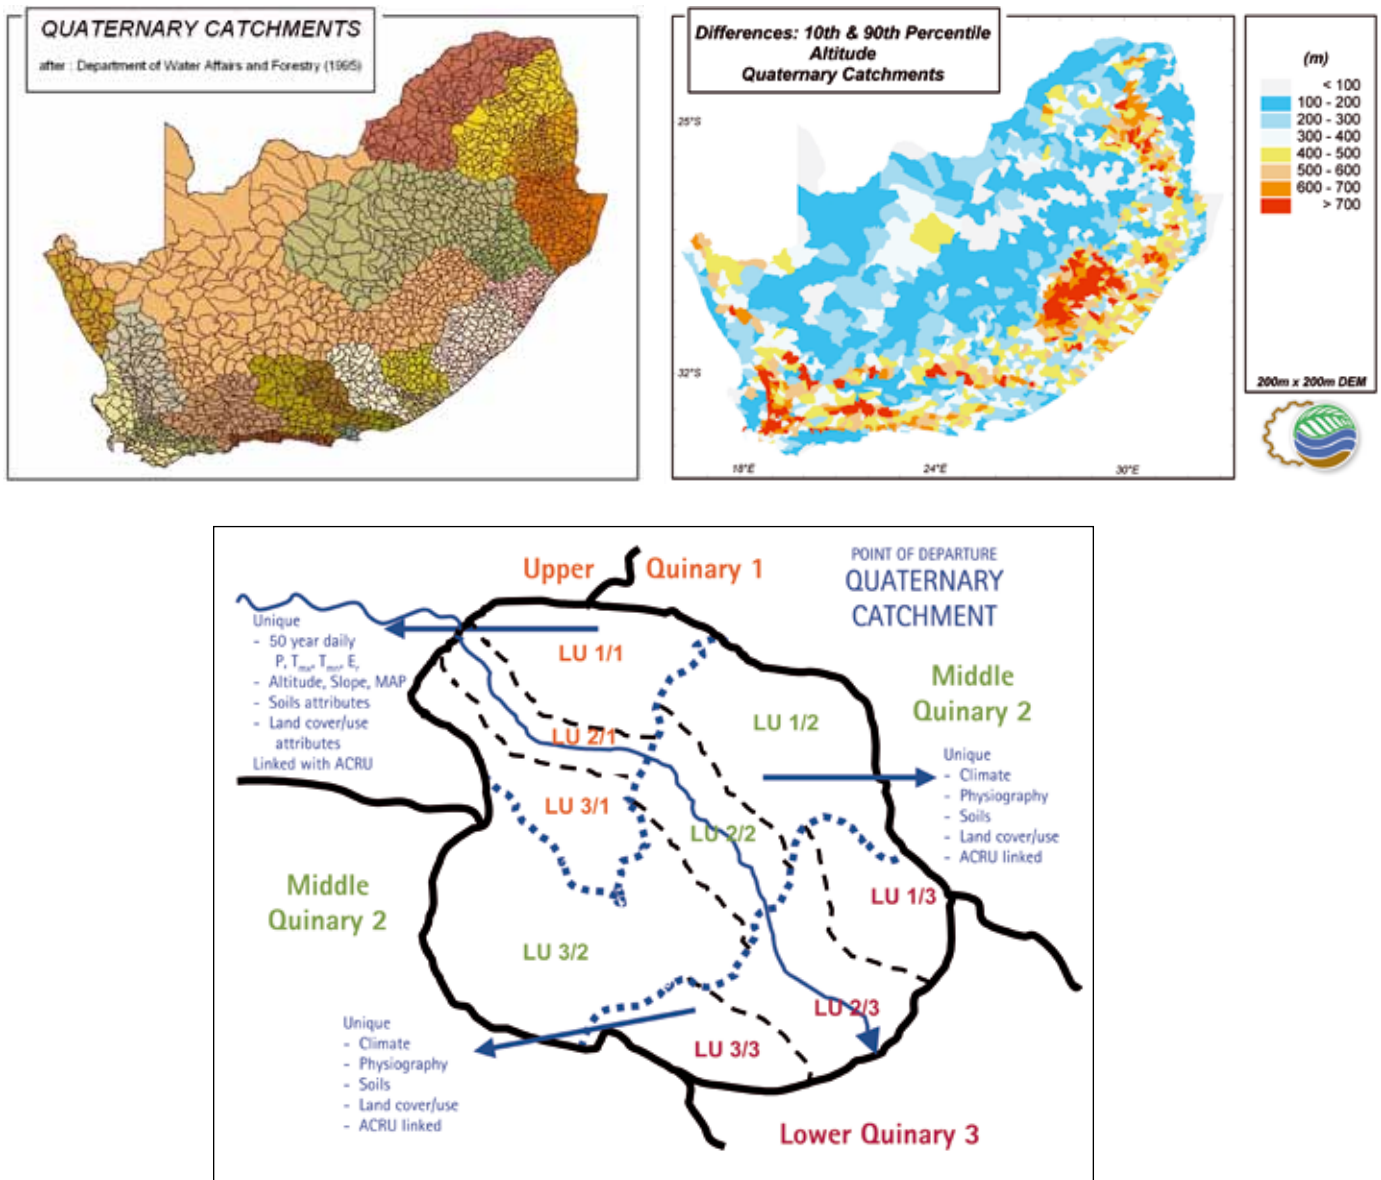 QUATERNARY CATCHMENTS
after : Department of Water Affairs and Forestry (1995)
Differences: 10th & 90th Percentile
Altitude
Quaternary Catchments
25°S
32°S
18°E
24°E
30°E
(m)
< 100
100 - 200
200 - 300
300 - 400
400 - 500
500 - 600
600 - 700
> 700
200m x 200m DEM
Upper Quinary 1
POINT OF DEPARTURE
QUATERNARY
CATCHMENT
Unique
- 50 year daily
P, Tmx, Tmn, Er
- Altitude, Slope, MAP
- Soils attributes
- Land cover/use
attributes
Linked with ACRU
LU 1/1
LU 2/1
LU 3/1
LU 1/2
LU 2/2
LU 3/2
LU 1/3
LU 2/3
LU 3/3
Middle
Quinary 2
Unique
- Climate
- Physiography
- Soils
- Land cover/use
- ACRU linked
Middle
Quinary 2
Unique
- Climate
- Physiography
- Soils
- Land cover/use
- ACRU linked
Lower Quinary 3